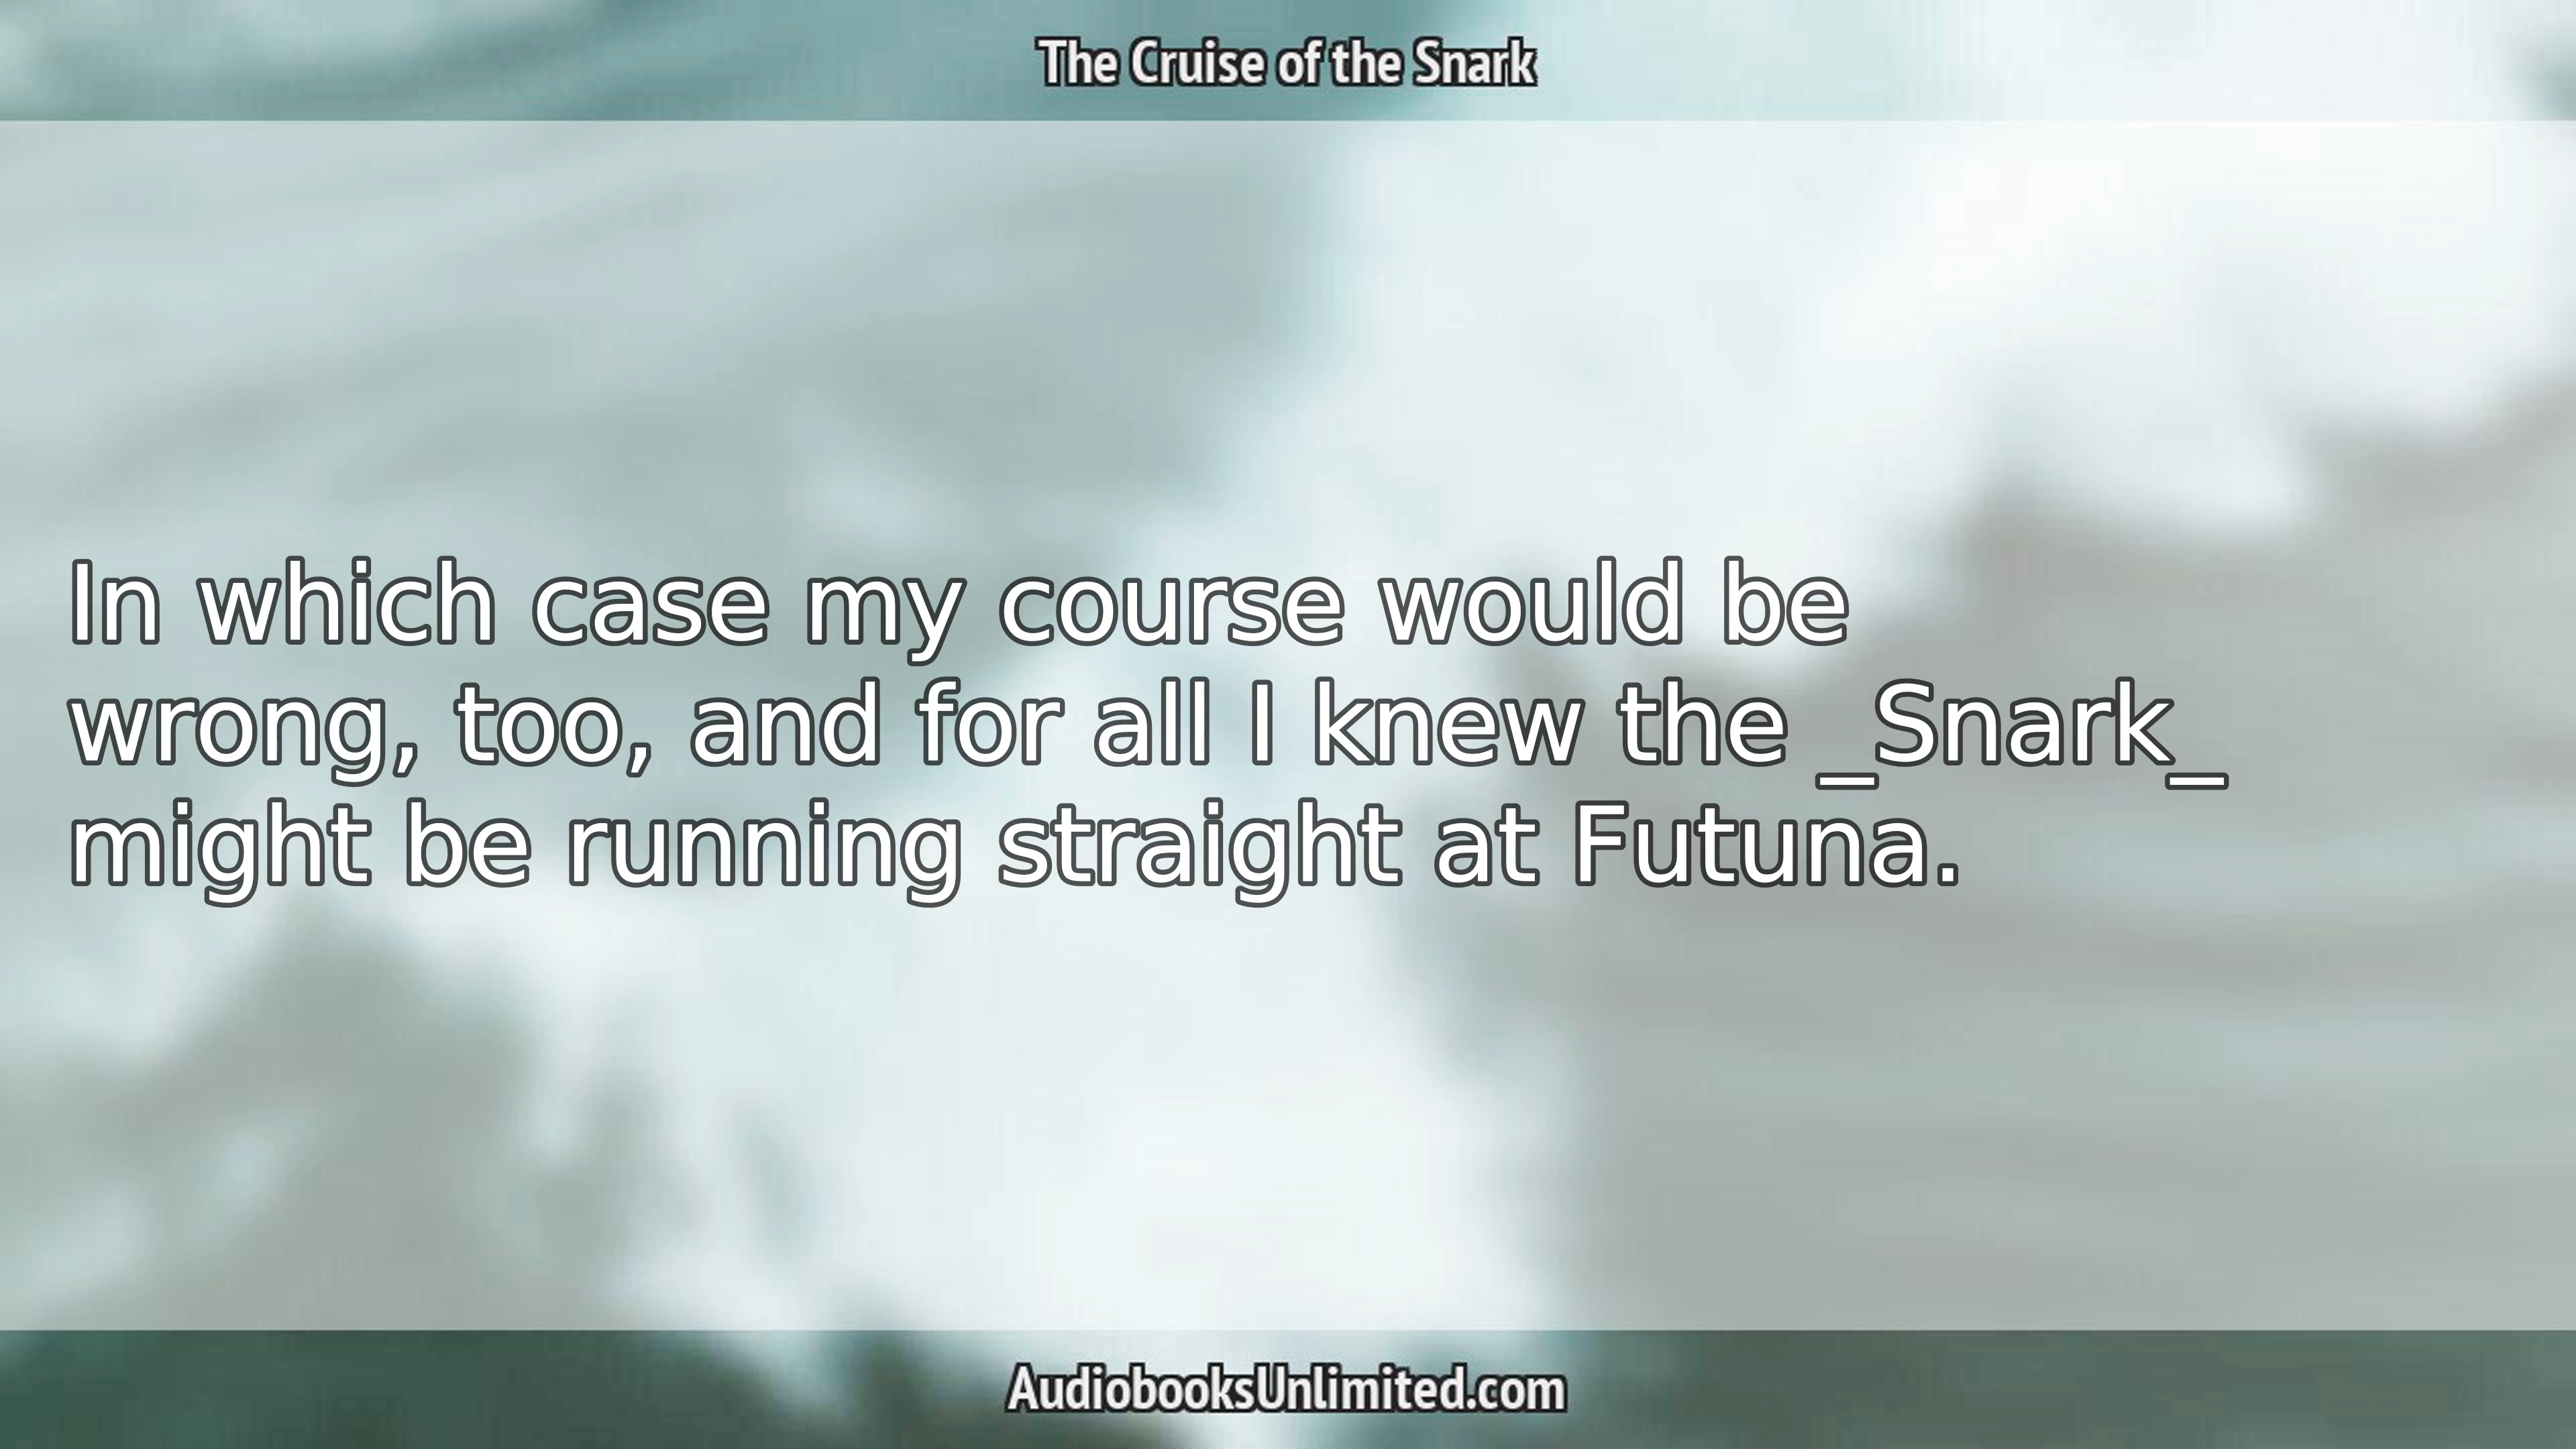 The Cruise of the Snark
In which case my course would be
wrong, too, and for all I knew the _Snark_
might be running straight at Futuna.
AudiobooksUnlimited.com